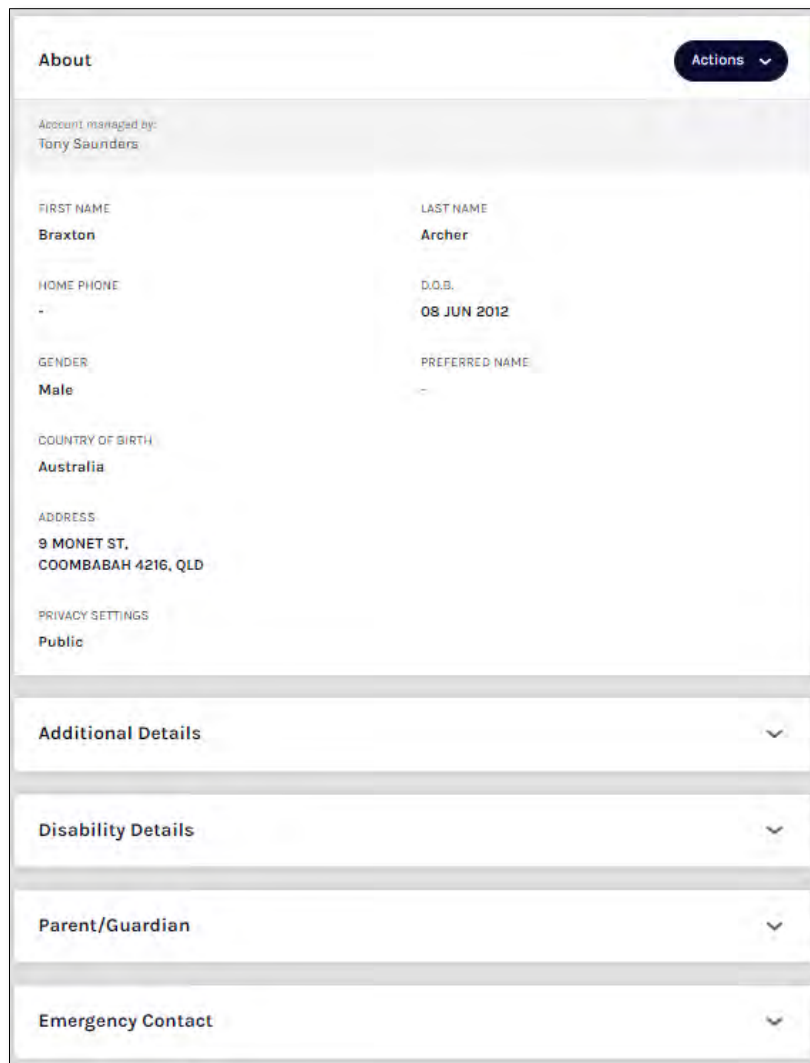 About
Actions
Account managed by:
Tony Saunders
FIRST NAME
LAST NAME
Braxton
Archer
HOME PHONE
D.O.B.
-
08 JUN 2012
GENDER
PREFERRED NAME
Male
-
COUNTRY OF BIRTH
Australia
ADDRESS
9 MONET ST,
COOMBABAH 4216, QLD
PRIVACY SETTINGS
Public
Additional Details
Disability Details
Parent/Guardian
Emergency Contact